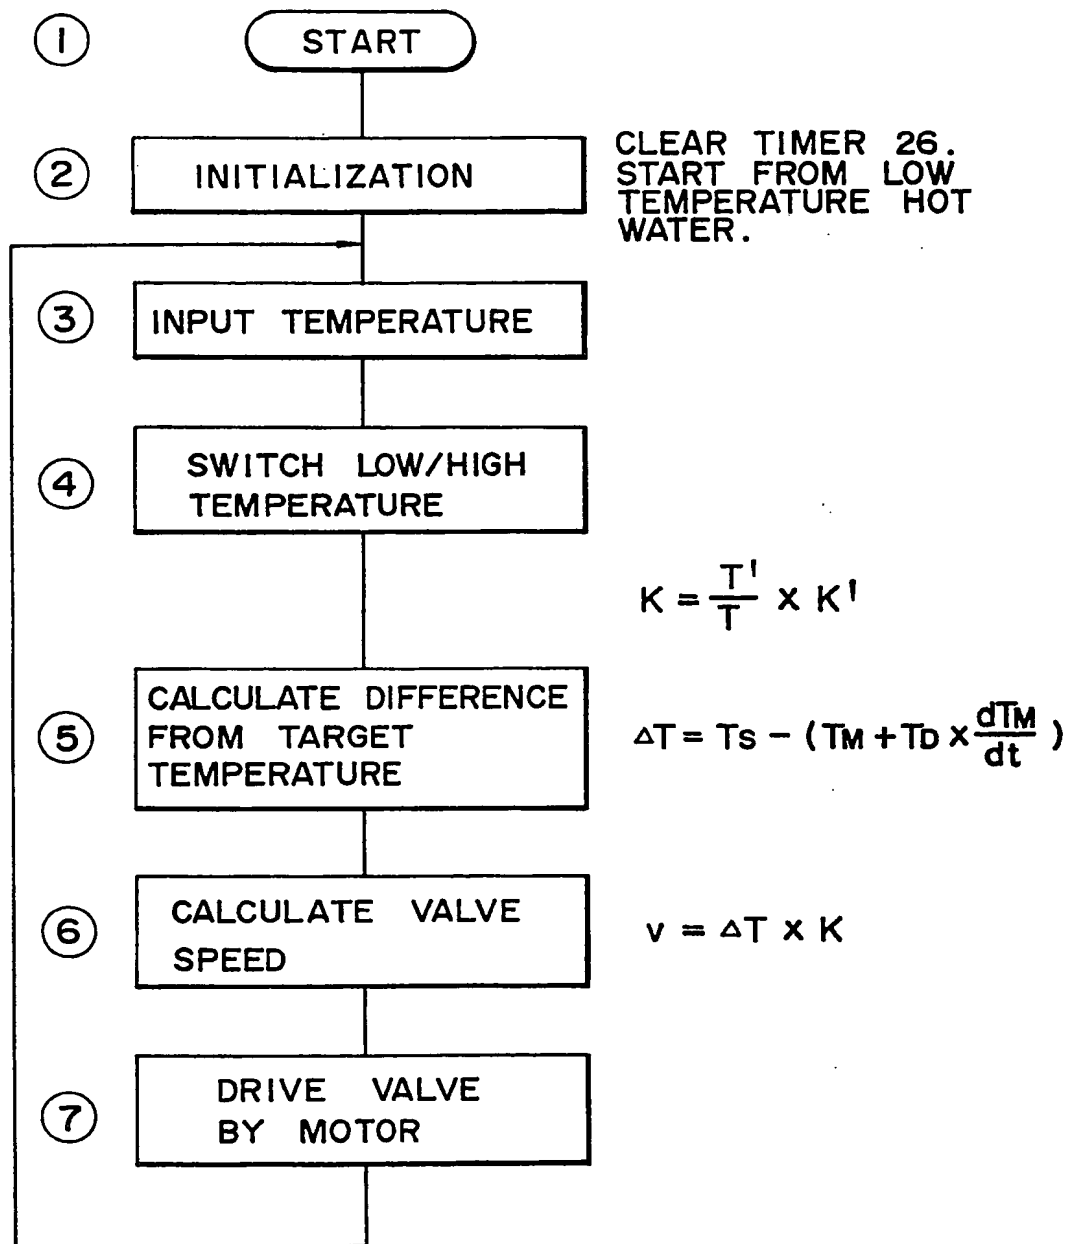 ① START
② INITIALIZATION
CLEAR TIMER 26.
START FROM LOW
TEMPERATURE HOT
WATER.
③ INPUT TEMPERATURE
④ SWITCH LOW/HIGH
TEMPERATURE
K = T'/T × K'
⑤ CALCULATE DIFFERENCE
FROM TARGET
TEMPERATURE
ΔT = Ts - (TM + TD × dTM/dt)
⑥ CALCULATE VALVE
SPEED
v = ΔT × K
⑦ DRIVE VALVE
BY MOTOR